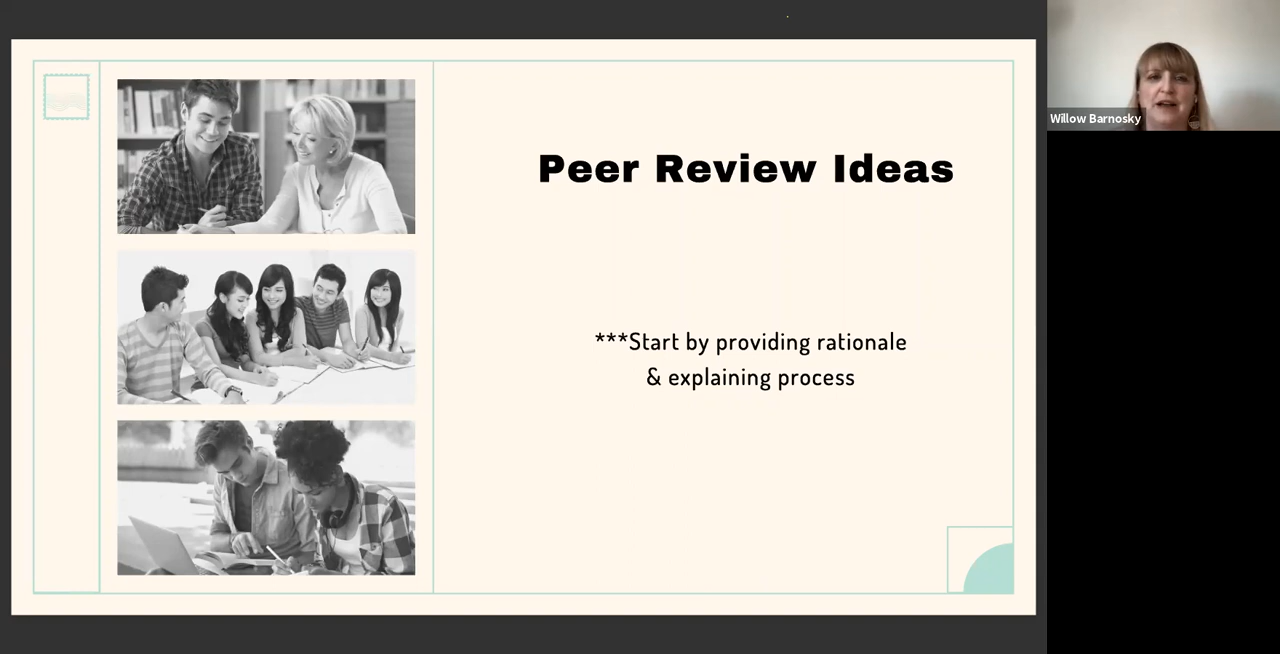 Peer Review Ideas
***Start by providing rationale
& explaining process
Willow Barnosky